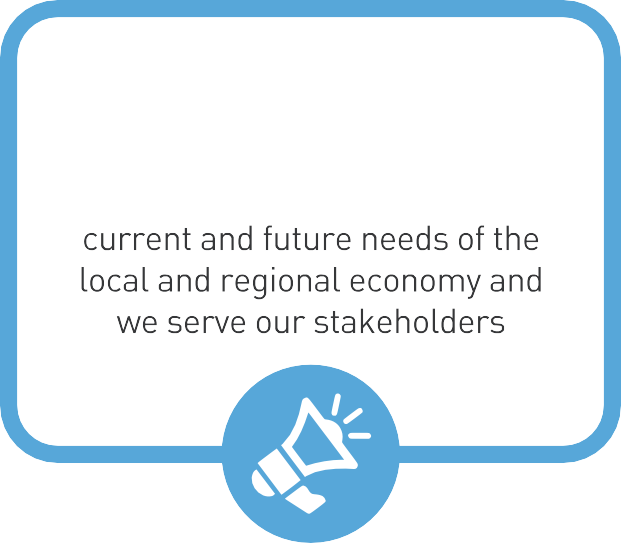 current and future needs of the
local and regional economy and
we serve our stakeholders